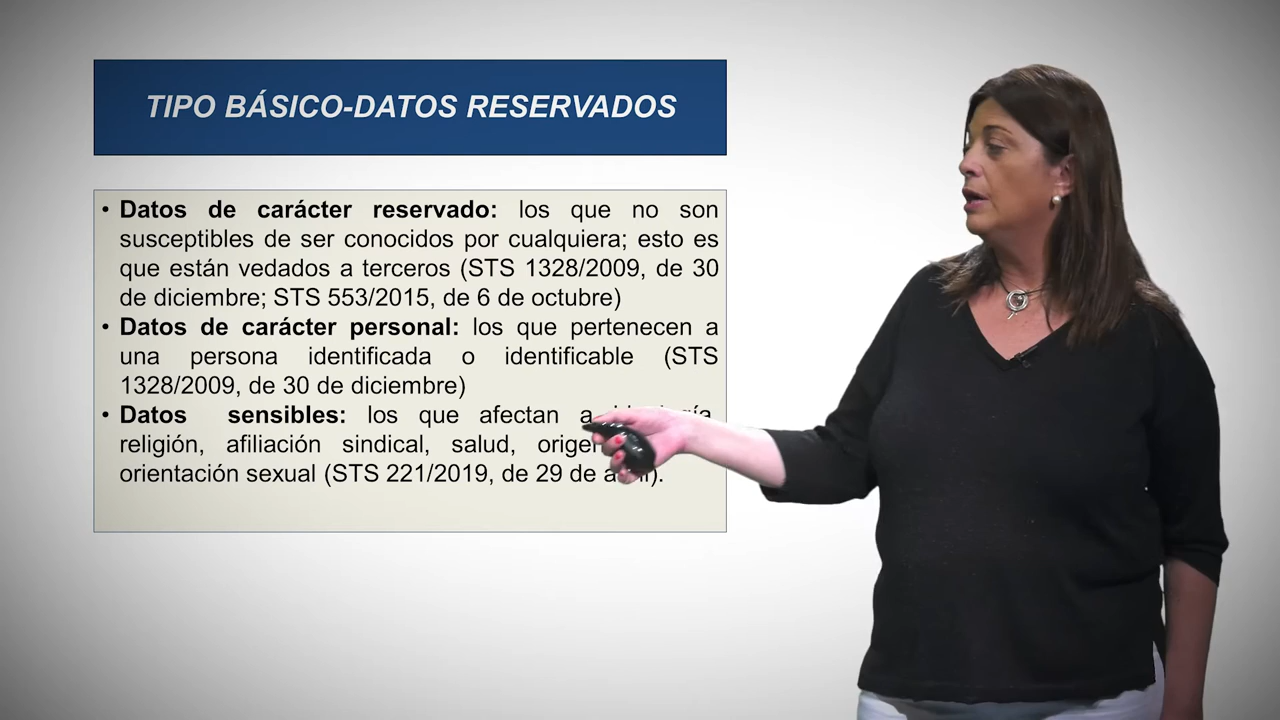 TIPO BÁSICO-DATOS RESERVADOS
• Datos de carácter reservado: los que no son
susceptibles de ser conocidos por cualquiera; esto es
que están vedados a terceros (STS 1328/2009, de 30
de diciembre; STS 553/2015, de 6 de octubre)
• Datos de carácter personal: los que pertenecen a
una persona identificada o identificable (STS
1328/2009, de 30 de diciembre)
• Datos sensibles: los que afectan a
religión, afiliación sindical, salud, origen
orientación sexual (STS 221/2019, de 29 de